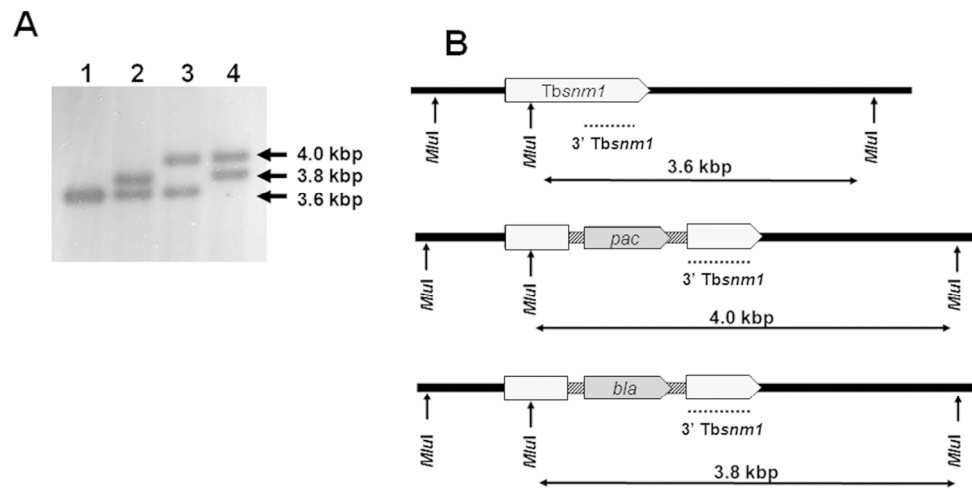 A
1 2 3 4
4.0 kbp
3.8 kbp
3.6 kbp
B
Tbsnm1
MluI
MluI
MluI
3' Tbsnm1
3.6 kbp
pac
MluI
MluI
MluI
3' Tbsnm1
4.0 kbp
bla
MluI
MluI
MluI
3' Tbsnm1
3.8 kbp